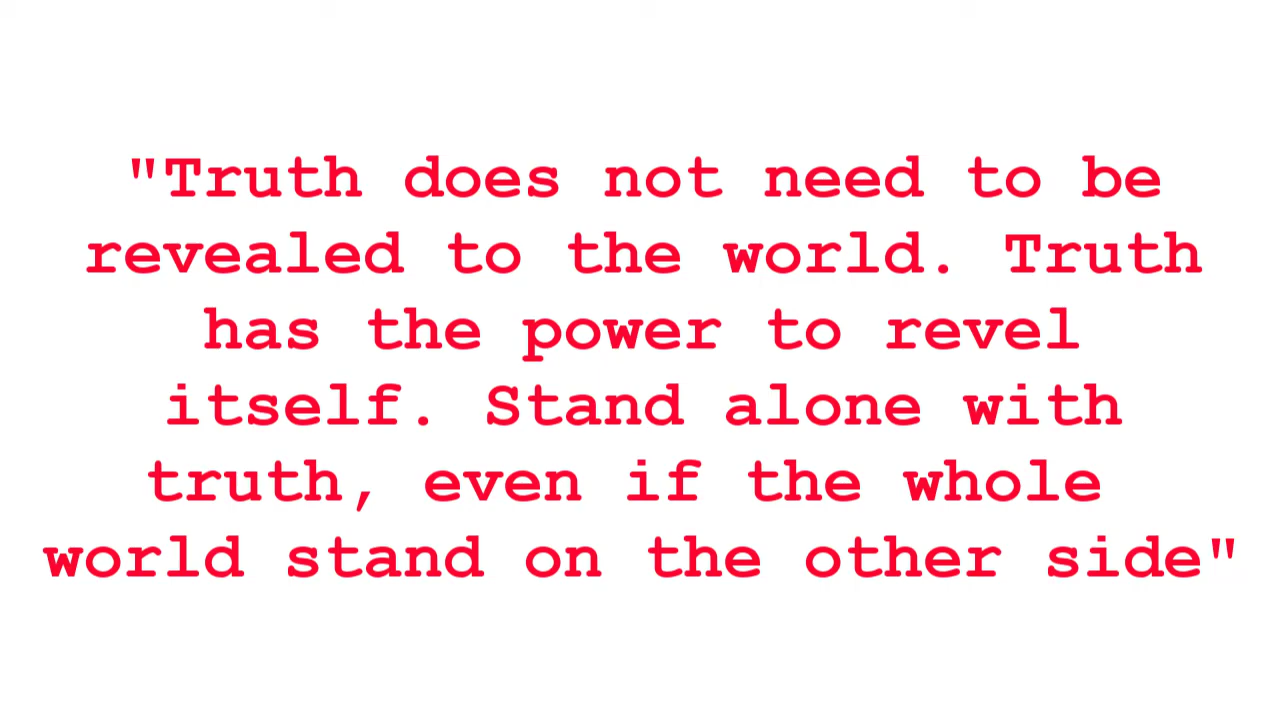 "Truth does not need to be
revealed to the world. Truth
has the power to revel
itself. Stand alone with
truth, even if the whole
world stand on the other side"